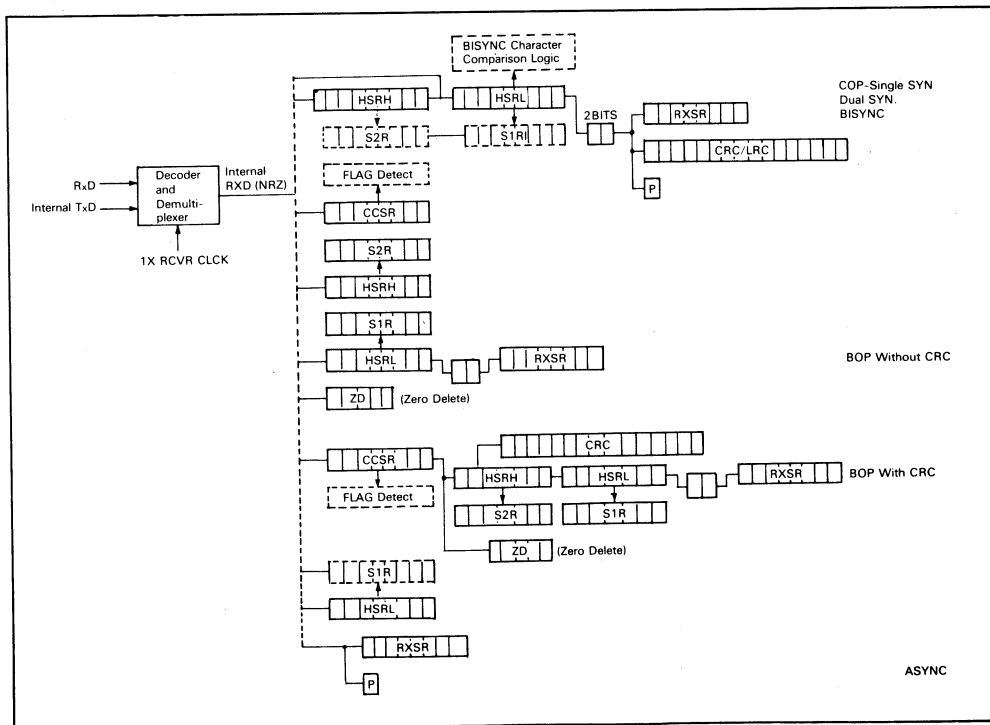 BISYNC Character
Comparison Logic
HSRH
HSRL
COP-Single SYN
Dual SYN.
BISYNC
2BITS
RXSR
S2R
S1RI
CRC/LRC
P
RxD
Internal TxD
Decoder
and
Demulti-
plexer
Internal
RXD (NRZ)
1X RCVR CLCK
FLAG Detect
CCSR
S2R
HSRH
S1R
HSRL
RXSR
BOP Without CRC
ZD
(Zero Delete)
CRC
CCSR
HSRH
HSRL
RXSR
BOP With CRC
FLAG Detect
S2R
S1R
ZD
(Zero Delete)
S1R
HSRL
RXSR
P
ASYNC